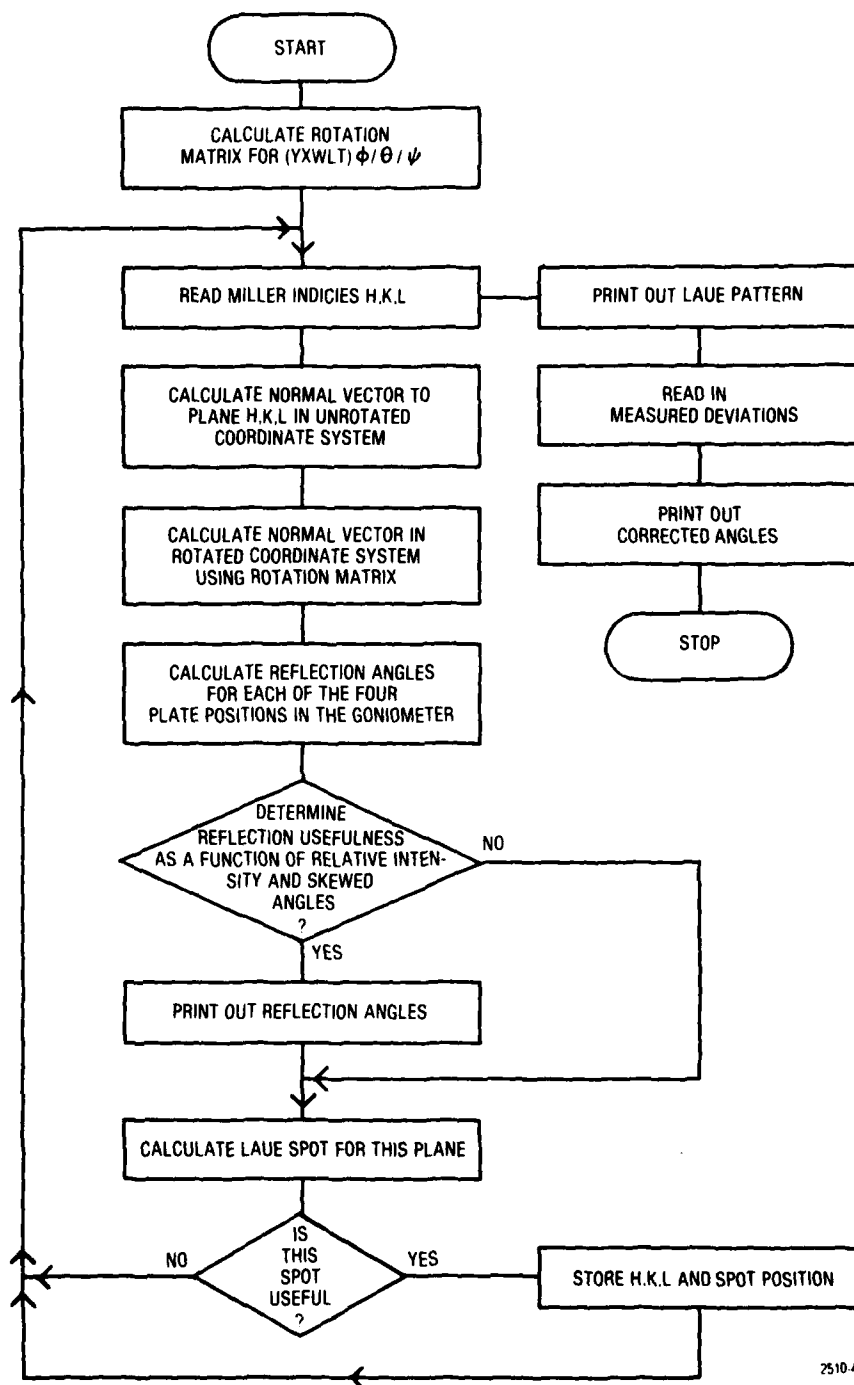 START
CALCULATE ROTATION
MATRIX FOR (YXWLT) ϕ/θ/ψ
READ MILLER INDICIES H,K,L
PRINT OUT LAUE PATTERN
CALCULATE NORMAL VECTOR TO
PLANE H,K,L IN UNROTATED
COORDINATE SYSTEM
READ IN
MEASURED DEVIATIONS
CALCULATE NORMAL VECTOR IN
ROTATED COORDINATE SYSTEM
USING ROTATION MATRIX
PRINT OUT
CORRECTED ANGLES
STOP
CALCULATE REFLECTION ANGLES
FOR EACH OF THE FOUR
PLATE POSITIONS IN THE GONIOMETER
DETERMINE
REFLECTION USEFULNESS
AS A FUNCTION OF RELATIVE INTEN-
SITY AND SKEWED
ANGLES
?
NO
YES
PRINT OUT REFLECTION ANGLES
CALCULATE LAUE SPOT FOR THIS PLANE
NO
IS
THIS
SPOT
USEFUL
?
YES
STORE H,K,L AND SPOT POSITION
2510-4